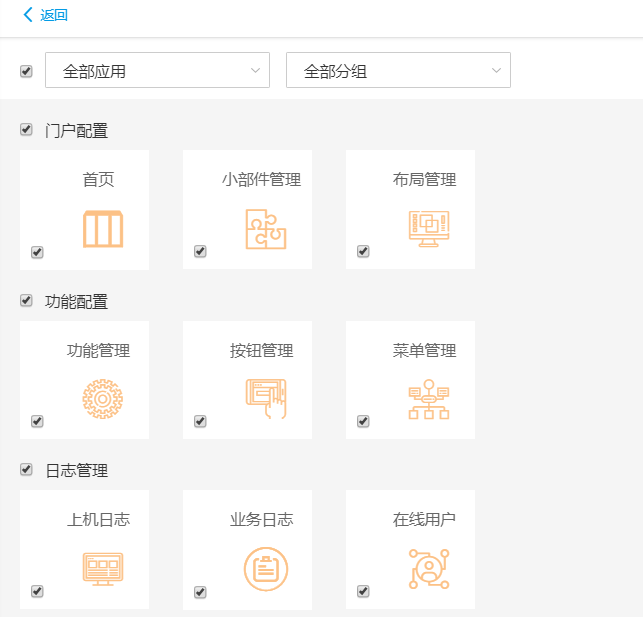 返回
全部应用 全部分组
门户配置
首页 小部件管理 布局管理
功能配置
功能管理 按钮管理 菜单管理
日志管理
上机日志 业务日志 在线用户